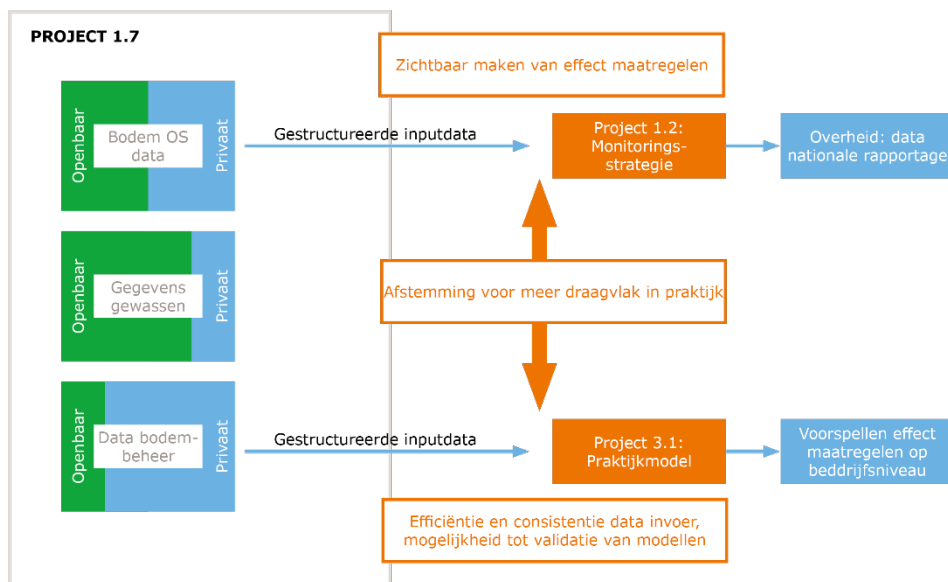 PROJECT 1.7
Zichtbaar maken van effect maatregelen
Openbaar
Bodem OS
data
Privaat
Gestructureerde inputdata
Project 1.2:
Monitorings-
strategie
Overheid: data
nationale rapportage
Openbaar
Gegevens
gewassen
Privaat
Afstemming voor meer draagvlak in praktijk
Openbaar
Data bodem-
beheer
Privaat
Gestructureerde inputdata
Project 3.1:
Praktijkmodel
Voorspellen effect
maatregelen op
beddrijfsniveau
Efficiëntie en consistentie data invoer,
mogelijkheid tot validatie van modellen